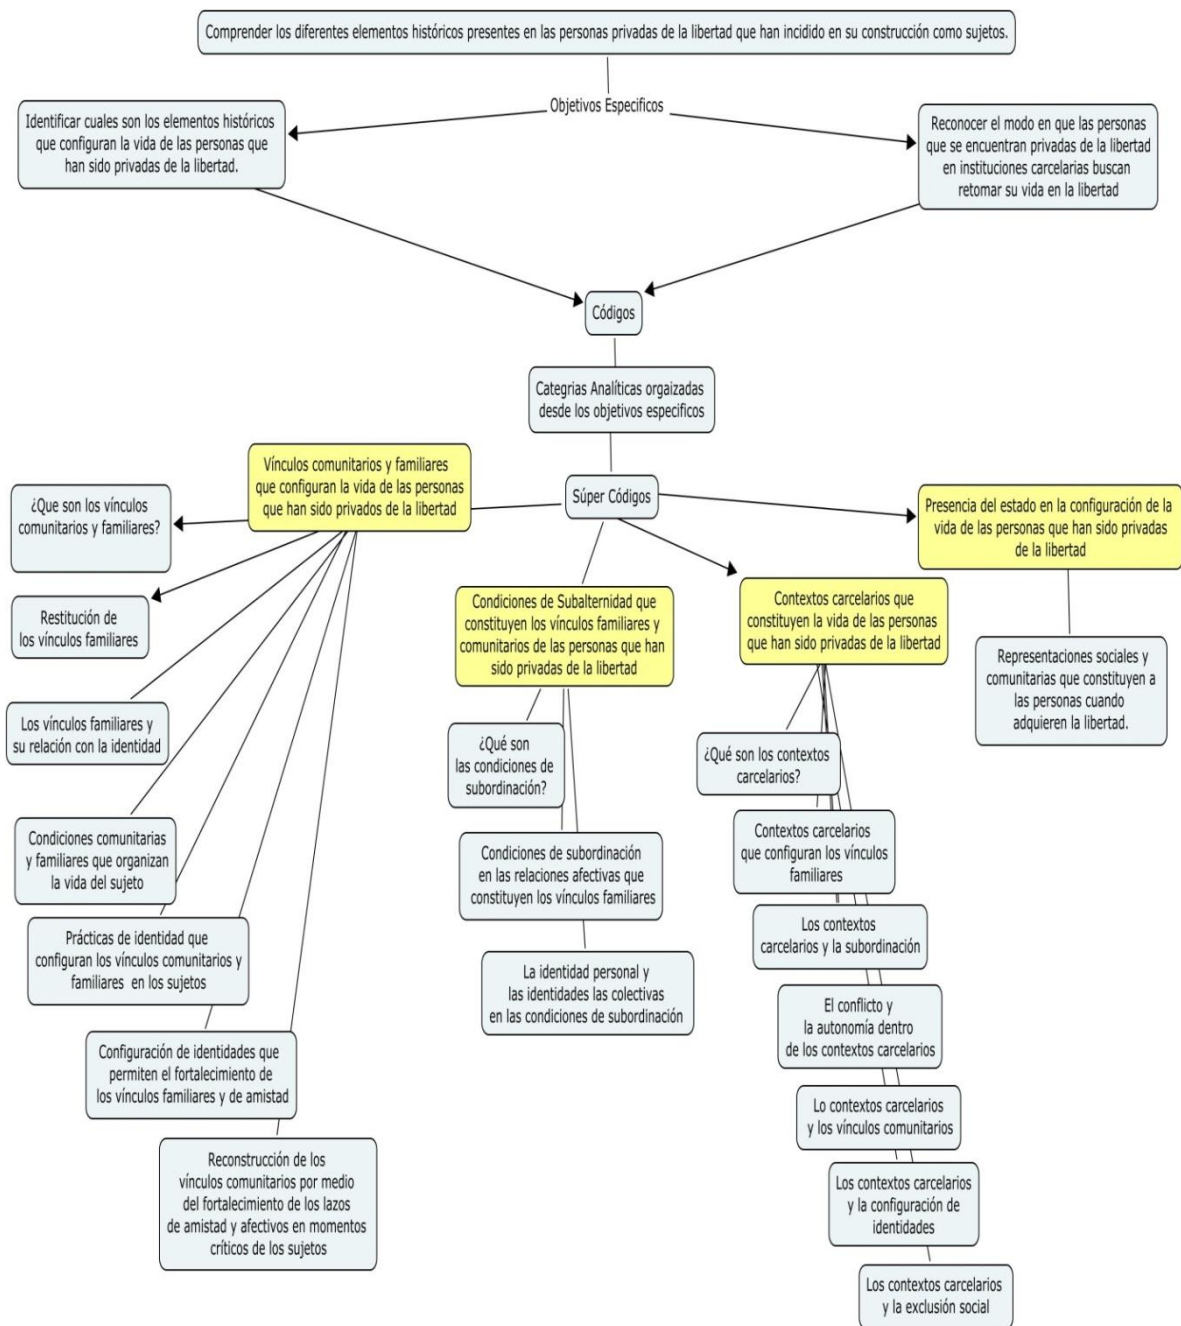 Comprender los diferentes elementos históricos presentes en las personas privadas de la libertad que han incidido en su construcción como sujetos.
Objetivos Especificos
Identificar cuales son los elementos históricos
que configuran la vida de las personas que
han sido privadas de la libertad.
Reconocer el modo en que las personas
que se encuentran privadas de la libertad
en instituciones carcelarias buscan
retomar su vida en la libertad
Códigos
Categrias Analíticas orgaizadas
desde los objetivos especificos
Súper Códigos
Vínculos comunitarios y familiares
que configuran la vida de las personas
que han sido privados de la libertad
¿Que son los vínculos
comunitarios y familiares?
Restitución de
los vínculos familiares
Los vínculos familiares y
su relación con la identidad
Condiciones comunitarias
y familiares que organizan
la vida del sujeto
Prácticas de identidad que
configuran los vínculos comunitarios y
familiares en los sujetos
Configuración de identidades que
permiten el fortalecimiento de
los vínculos familiares y de amistad
Reconstrucción de los
vínculos comunitarios por medio
del fortalecimiento de los lazos
de amistad y afectivos en momentos
críticos de los sujetos
Condiciones de Subalternidad que
constituyen los vínculos familiares y
comunitarios de las personas que han
sido privadas de la libertad
¿Qué son
las condiciones de
subordinación?
Condiciones de subordinación
en las relaciones afectivas que
constituyen los vínculos familiares
La identidad personal y
las identidades las colectivas
en las condiciones de subordinación
Contextos carcelarios que
constituyen la vida de las personas
que han sido privadas de la libertad
¿Qué son los contextos
carcelarios?
Contextos carcelarios
que configuran los vínculos
familiares
Los contextos
carcelarios y la subordinación
El conflicto y
la autonomía dentro
de los contextos carcelarios
Lo contextos carcelarios
y los vínculos comunitarios
Los contextos carcelarios
y la configuración de
identidades
Los contextos carcelarios
y la exclusión social
Presencia del estado en la configuración de la
vida de las personas que han sido privadas
de la libertad
Representaciones sociales y
comunitarias que constituyen a
las personas cuando
adquieren la libertad.